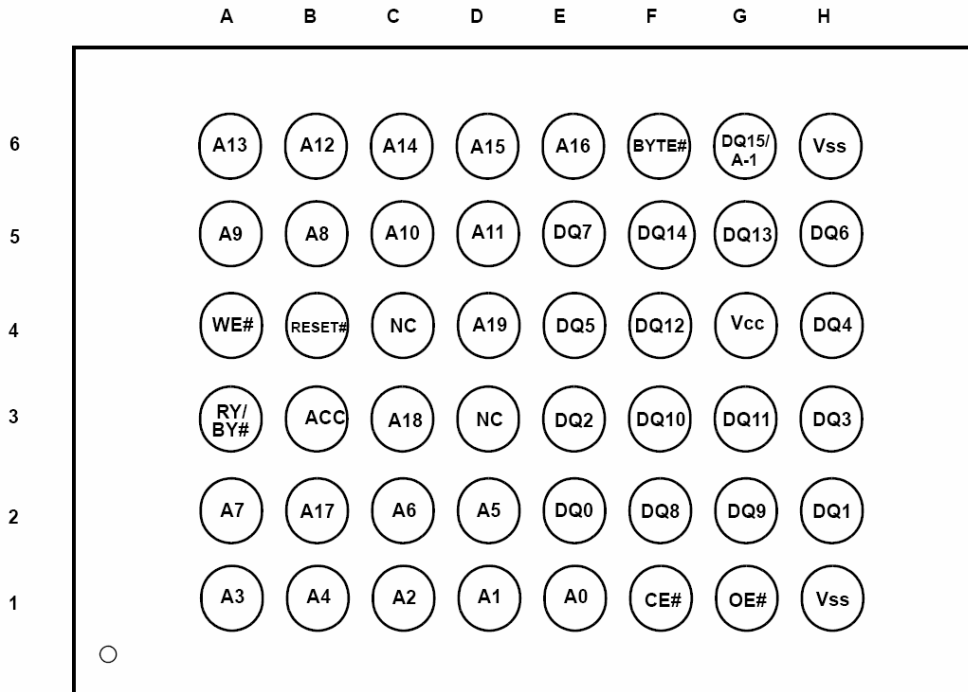 A B C D E F G H
6 A13 A12 A14 A15 A16 BYTE# DQ15/A-1 Vss
5 A9 A8 A10 A11 DQ7 DQ14 DQ13 DQ6
4 WE# RESET# NC A19 DQ5 DQ12 Vcc DQ4
3 RY/BY# ACC A18 NC DQ2 DQ10 DQ11 DQ3
2 A7 A17 A6 A5 DQ0 DQ8 DQ9 DQ1
1 A3 A4 A2 A1 A0 CE# OE# Vss